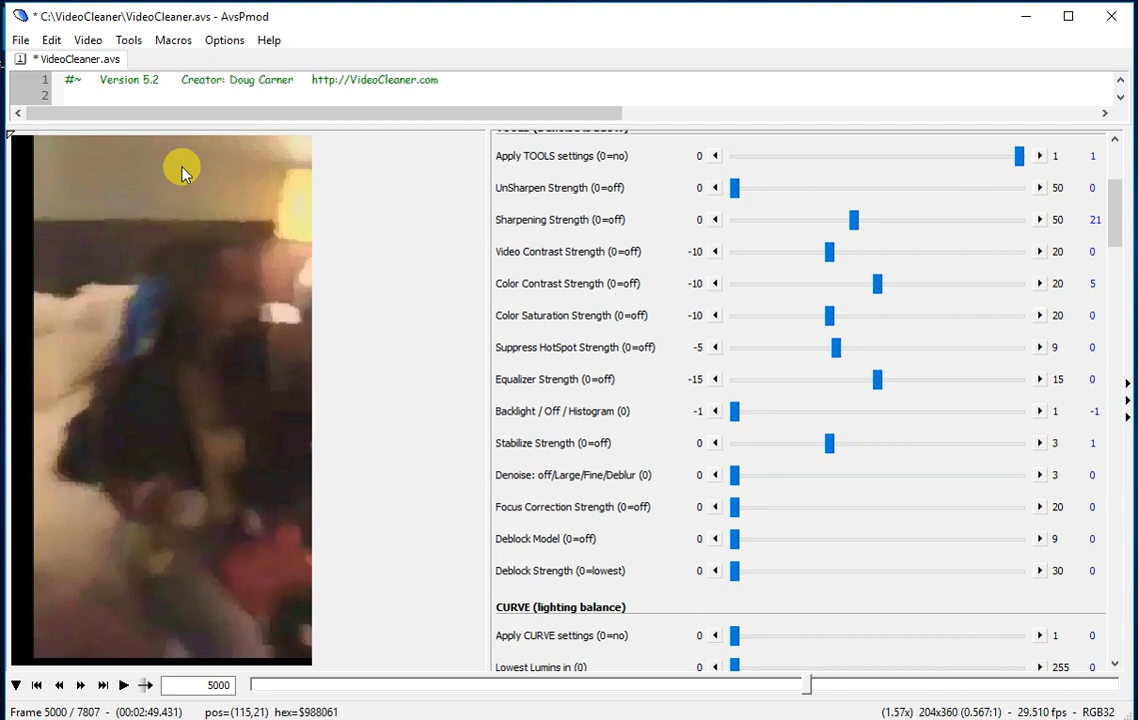 * C:\VideoCleaner\VideoCleaner.avs - AvsPmod
File Edit Video Tools Macros Options Help
1 * VideoCleaner.avs
1 #~ Version 5.2 Creator: Doug Carner http://VideoCleaner.com
2
Apply TOOLS settings (0=no) 0 1 1
UnSharpen Strength (0=off) 0 50 0
Sharpening Strength (0=off) 0 50 21
Video Contrast Strength (0=off) -10 20 0
Color Contrast Strength (0=off) -10 20 5
Color Saturation Strength (0=off) -10 20 0
Suppress HotSpot Strength (0=off) -5 9 0
Equalizer Strength (0=off) -15 15 0
Backlight / Off / Histogram (0) -1 1 -1
Stabilize Strength (0=off) 0 3 1
Denoise: off/Large/Fine/Deblur (0) 0 3 0
Focus Correction Strength (0=off) 0 20 0
Deblock Model (0=off) 0 9 0
Deblock Strength (0=lowest) 0 30 0
CURVE (lighting balance)
Apply CURVE settings (0=no) 0 1 0
Lowest Lumins in (0) 0 255 0
5000
Frame 5000 / 7807 - (00:02:49.431) pos=(115,21) hex=$988061 (1.57x) 204x360 (0.567:1) - 29.510 fps - RGB32